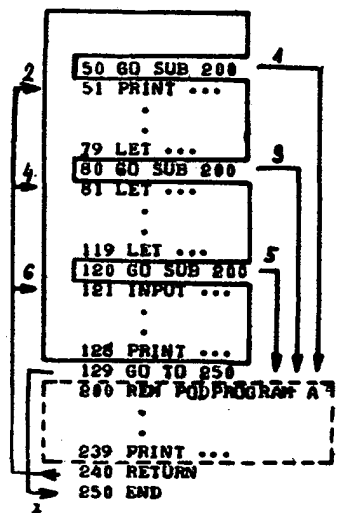 50 GO SUB 200 1
2 51 PRINT ...
79 LET ...
80 GO SUB 200 3
4 81 LET ...
119 LET ...
120 GO SUB 200 5
6 121 INPUT ...
128 PRINT ...
129 GO TO 250
200 REM PODPROGRAM A
239 PRINT ...
240 RETURN
250 END